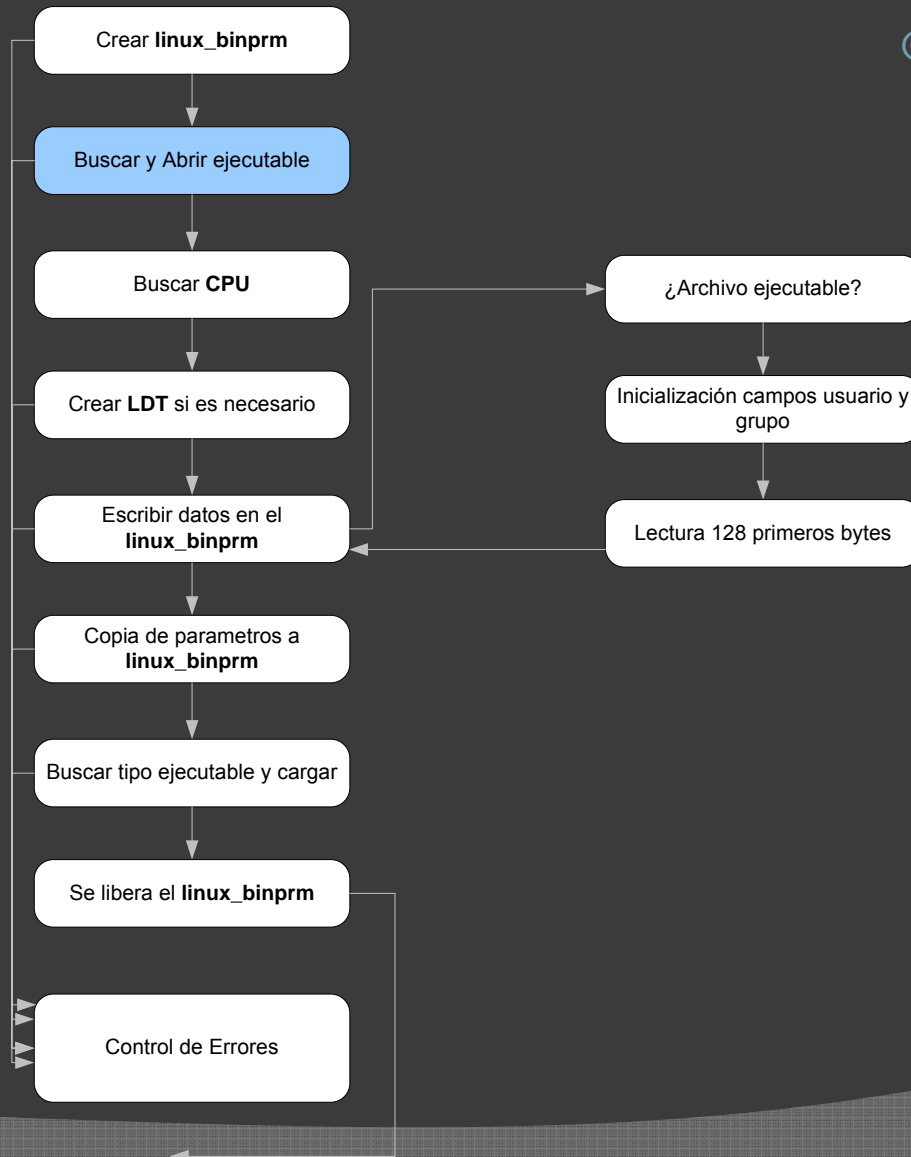 Crear linux_binprm
Buscar y Abrir ejecutable
Buscar CPU
Crear LDT si es necesario
Escribir datos en el
linux_binprm
Copia de parametros a
linux_binprm
Buscar tipo ejecutable y cargar
Se libera el linux_binprm
Control de Errores
¿Archivo ejecutable?
Inicialización campos usuario y
grupo
Lectura 128 primeros bytes